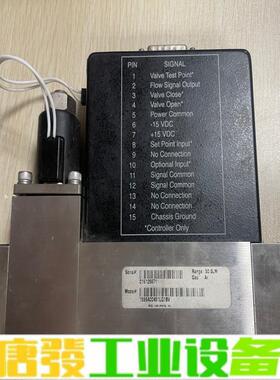 PIN SIGNAL
1 Valve Test Point*
2 Flow Signal Output
3 Valve Close*
4 Valve Open*
5 Power Common
6 -15 VDC
7 +15 VDC
8 Set Point Input*
9 No Connection
10 Optional Input*
11 Signal Common
12 Signal Common
13 No Connection
14 No Connection
15 Chassis Ground
*Controller Only
Serial#
Range: 50 SLM
Gas: Ar
Model#
唐發工业设备